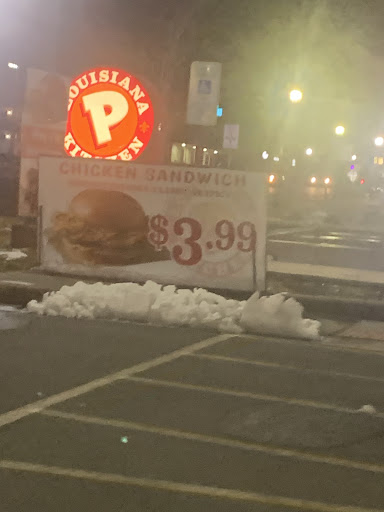 LOUISIANA
P
KITCHEN
CHICKEN SANDWICH
$3.99